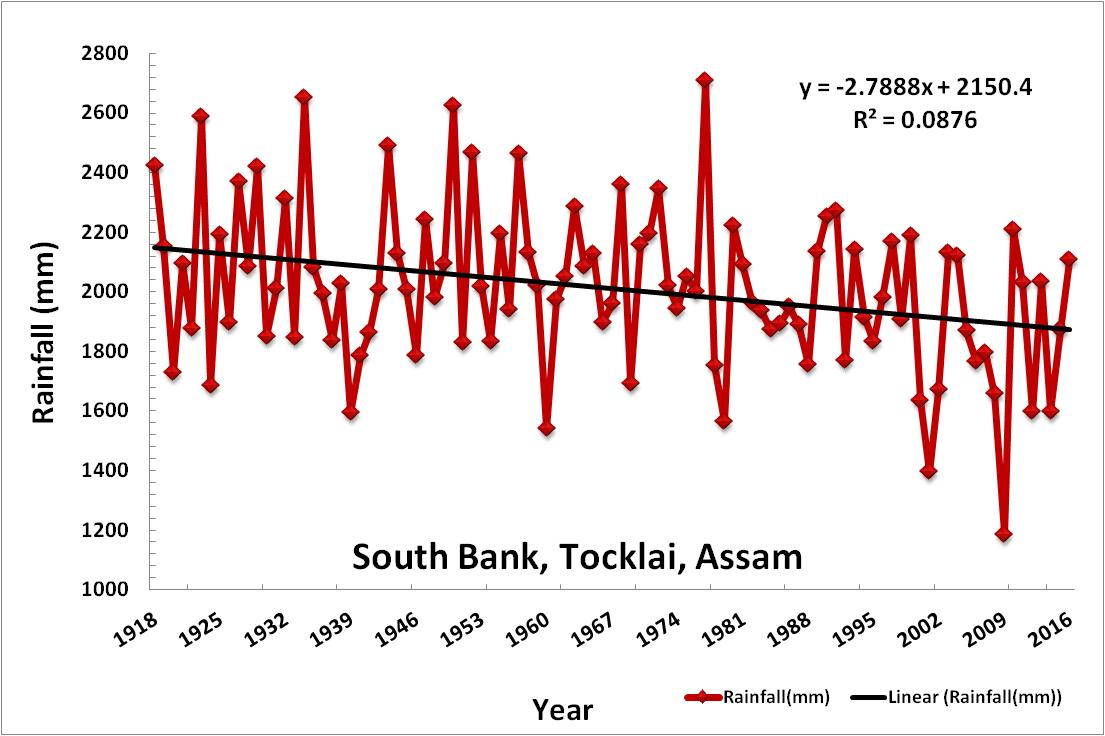 2800
2600
2400
2200
2000
1800
1600
1400
1200
1000
Rainfall (mm)
y = -2.7888x + 2150.4
R² = 0.0876
South Bank, Tocklai, Assam
1918 1925 1932 1939 1946 1953 1960 1967 1974 1981 1988 1995 2002 2009 2016
Year
Rainfall(mm) Linear (Rainfall(mm))